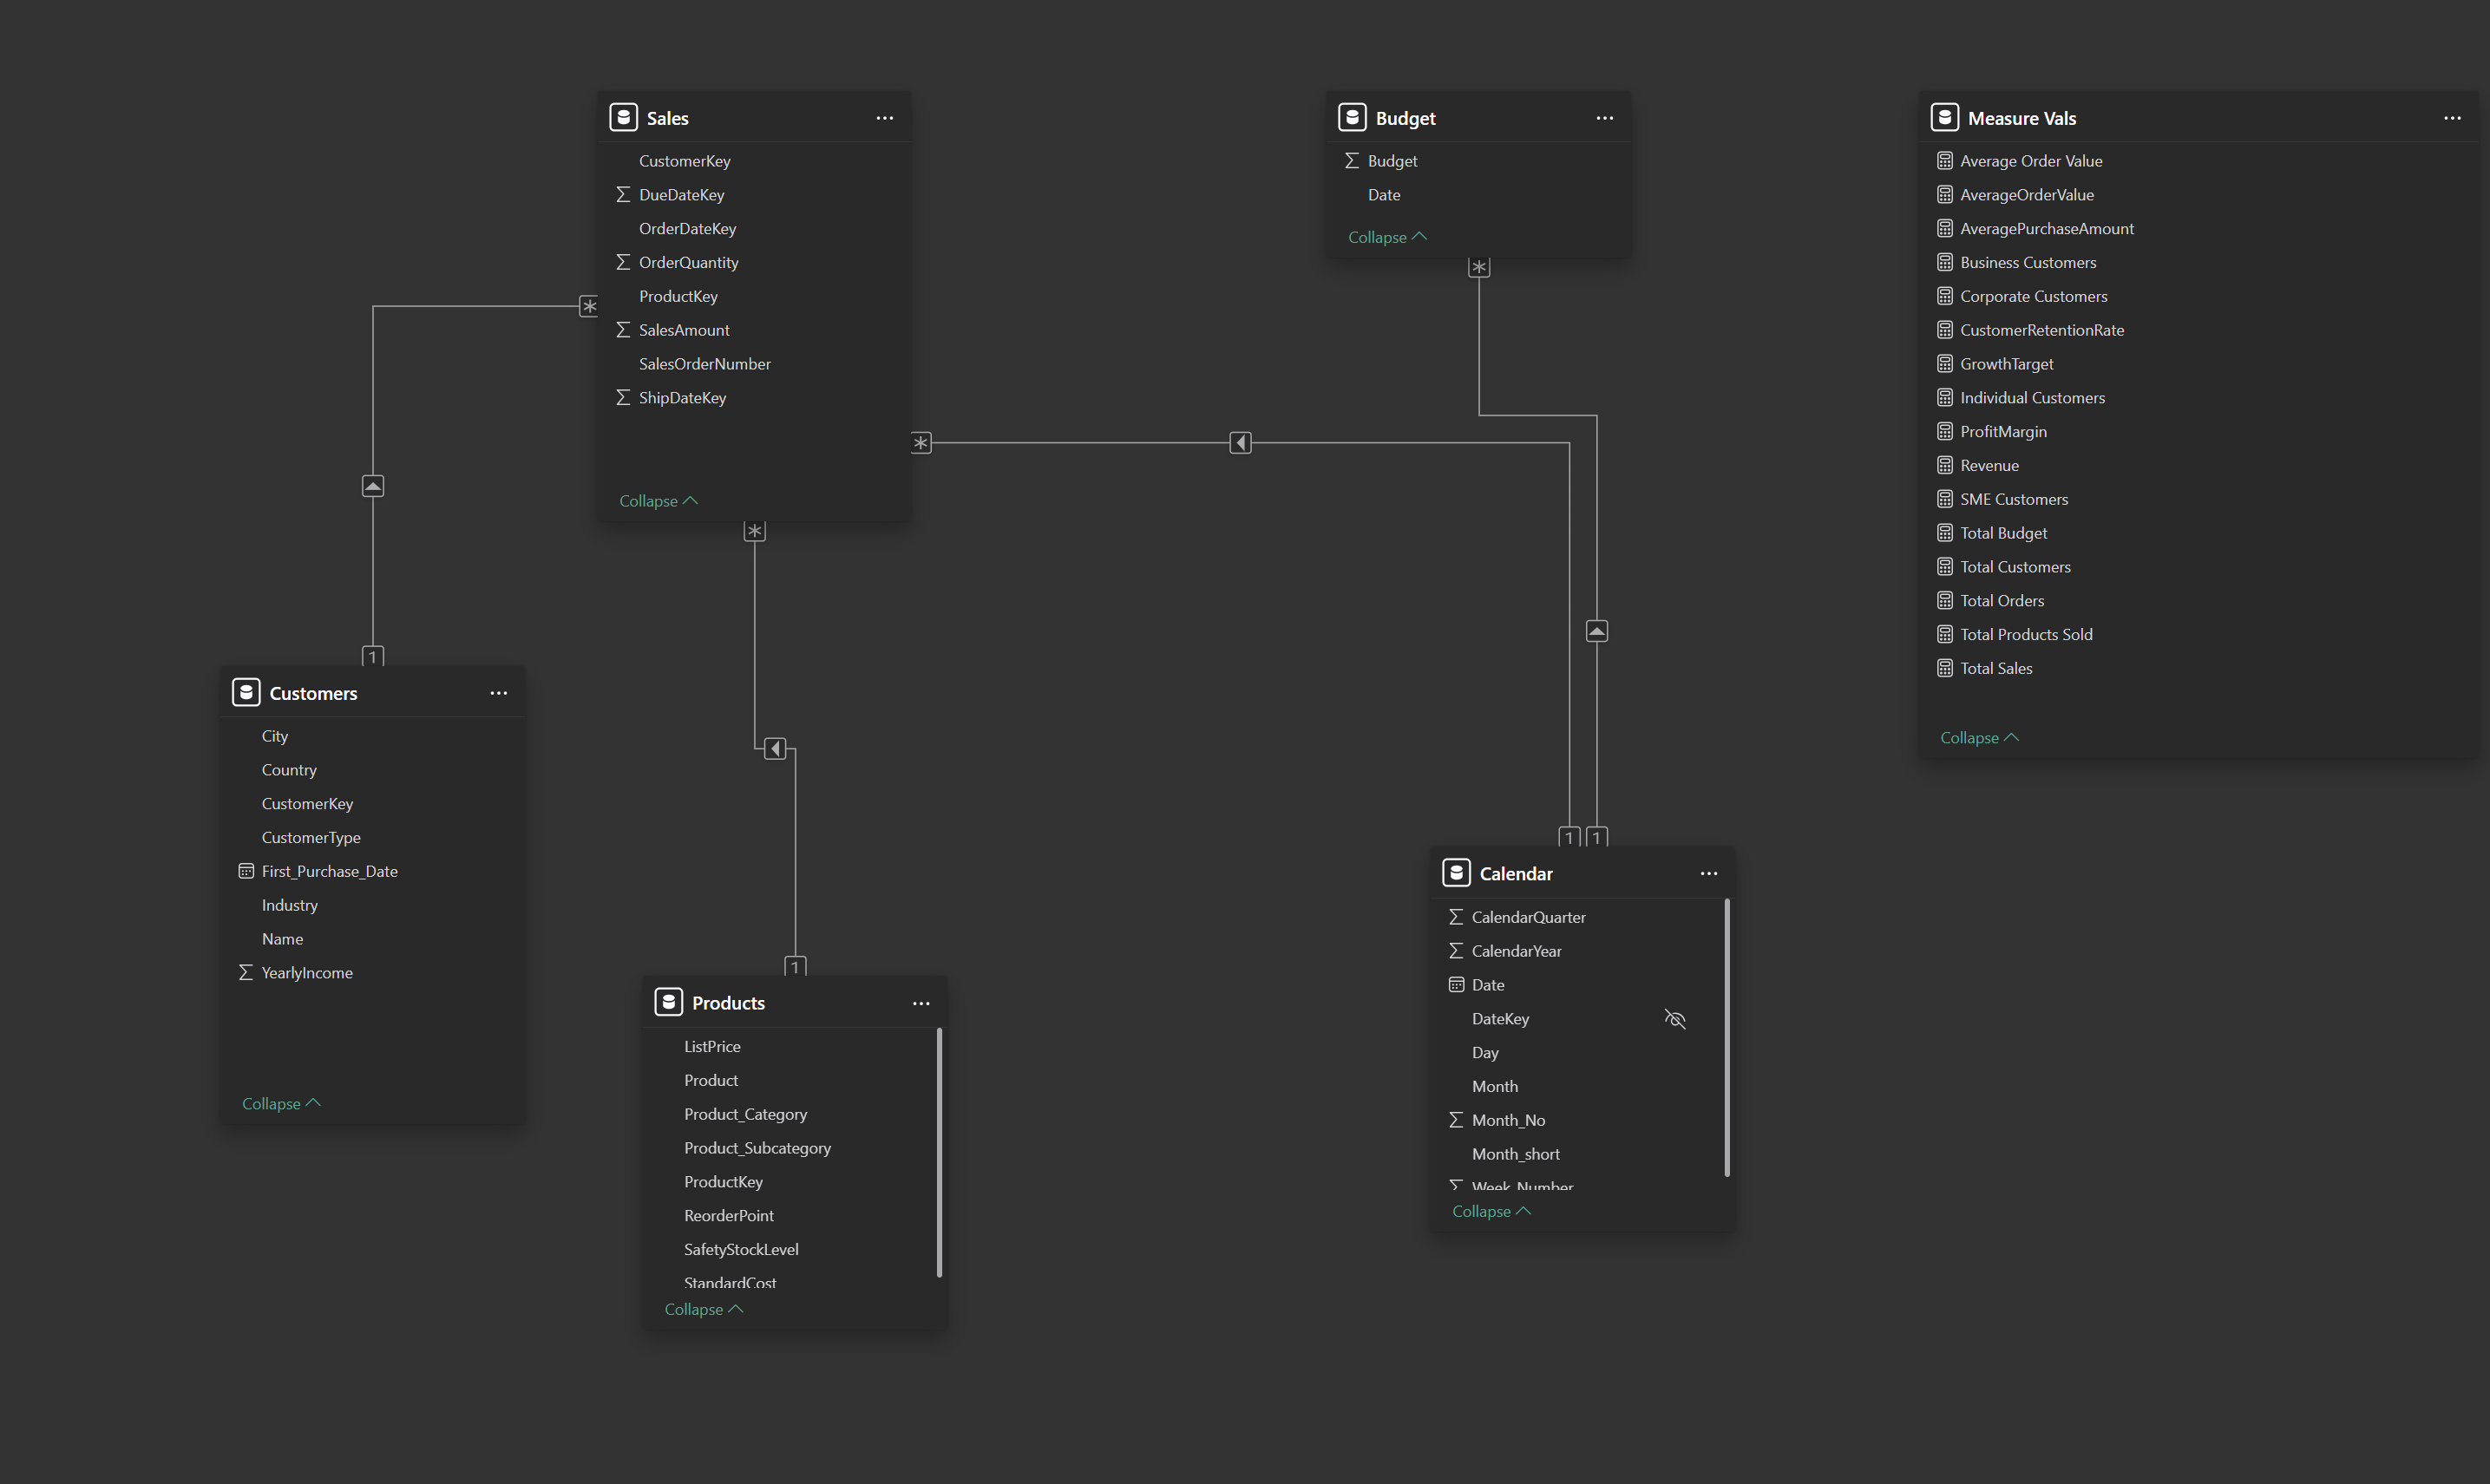 Sales
CustomerKey
DueDateKey
OrderDateKey
OrderQuantity
ProductKey
SalesAmount
SalesOrderNumber
ShipDateKey
Collapse
Budget
Budget
Date
Collapse
Measure Vals
Average Order Value
AverageOrderValue
AveragePurchaseAmount
Business Customers
Corporate Customers
CustomerRetentionRate
GrowthTarget
Individual Customers
ProfitMargin
Revenue
SME Customers
Total Budget
Total Customers
Total Orders
Total Products Sold
Total Sales
Collapse
1
Customers
City
Country
CustomerKey
CustomerType
First_Purchase_Date
Industry
Name
YearlyIncome
Collapse
1
Products
ListPrice
Product
Product_Category
Product_Subcategory
ProductKey
ReorderPoint
SafetyStockLevel
StandardCost
Collapse
1 1
Calendar
CalendarQuarter
CalendarYear
Date
DateKey
Day
Month
Month_No
Month_short
Week_Number
Collapse